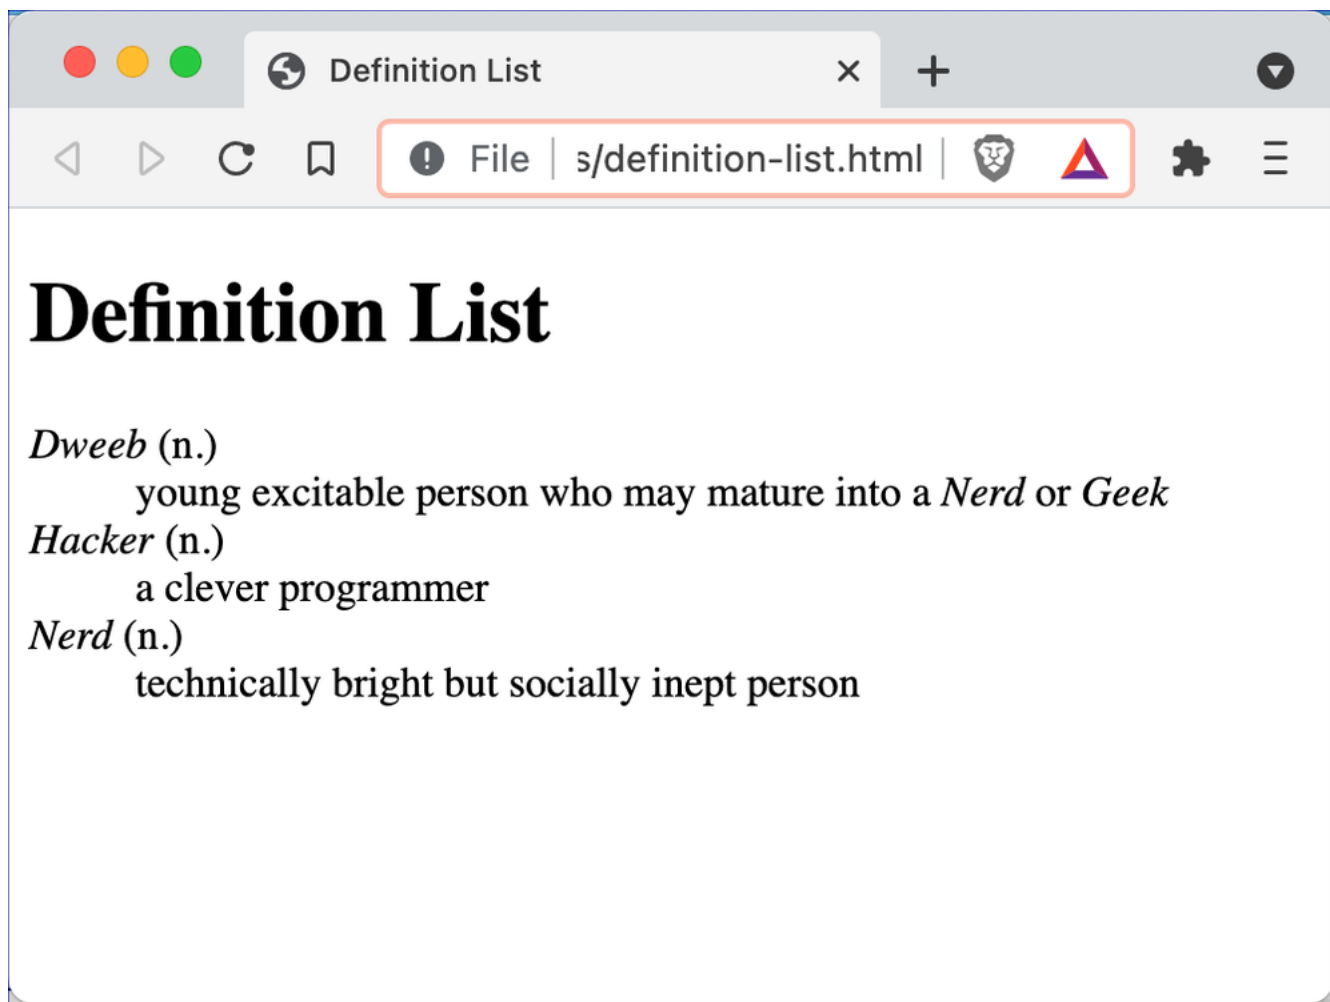 Definition List
File s/definition-list.html
Definition List
Dweeb (n.)
young excitable person who may mature into a Nerd or Geek
Hacker (n.)
a clever programmer
Nerd (n.)
technically bright but socially inept person